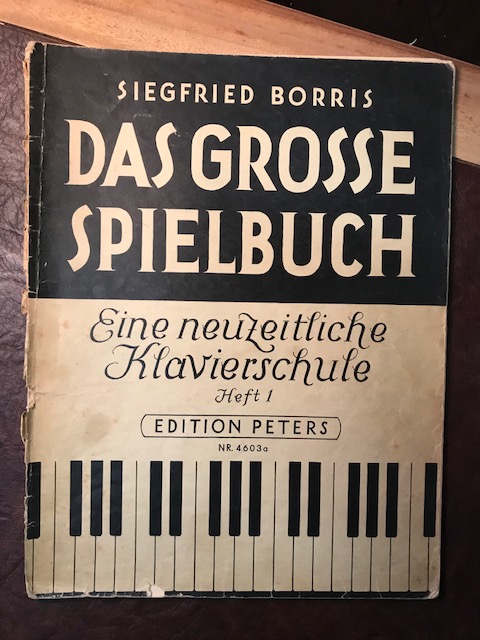 SIEGFRIED BORRIS
DAS GROSSE
SPIELBUCH
Eine neuzeitliche
Klavierschule
Heft 1
EDITION PETERS
NR. 4603a